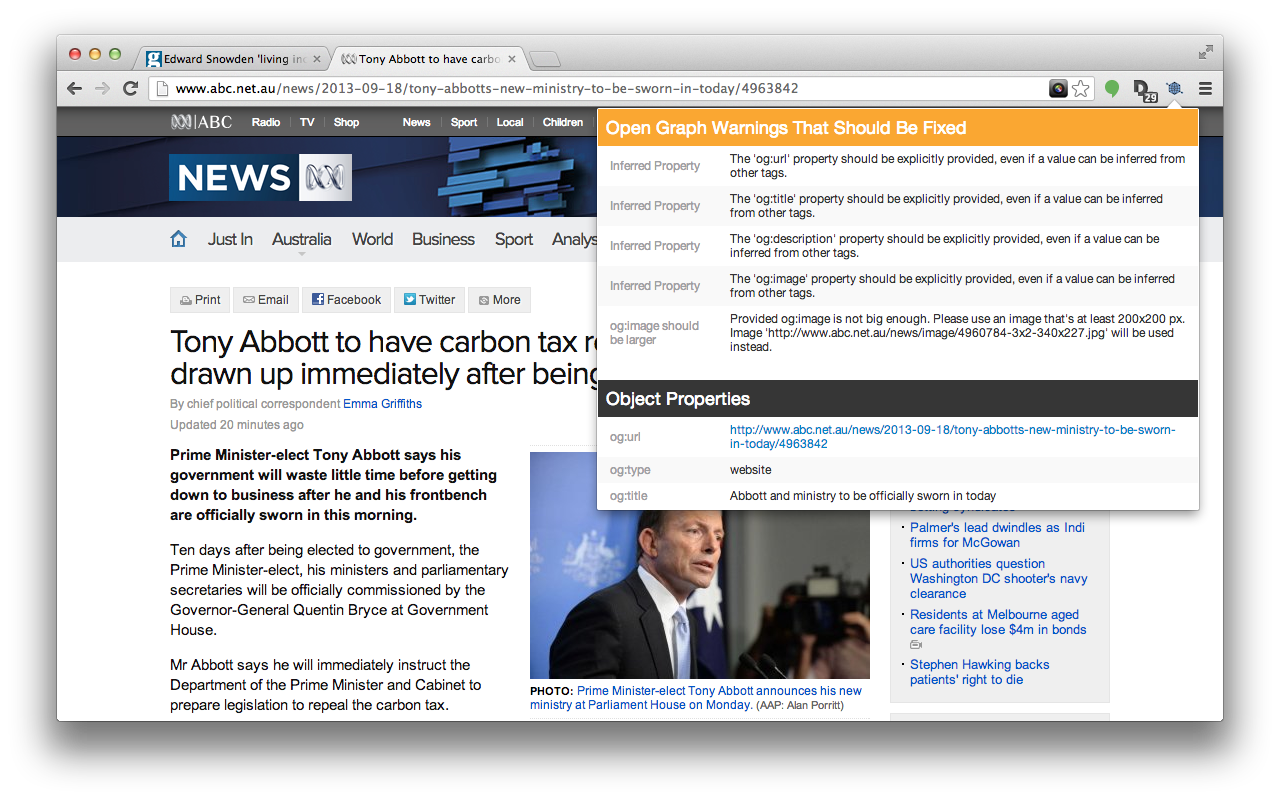 Edward Snowden 'living in
Tony Abbott to have carbo
www.abc.net.au/news/2013-09-18/tony-abbotts-new-ministry-to-be-sworn-in-today/4963842
D
29
ABC
Radio
TV
Shop
News
Sport
Local
Children
NEWS
Just In
Australia
World
Business
Sport
Analys
Print
Email
Facebook
Twitter
More
Tony Abbott to have carbon tax re
drawn up immediately after being
By chief political correspondent Emma Griffiths
Updated 20 minutes ago
Prime Minister-elect Tony Abbott says his
government will waste little time before getting
down to business after he and his frontbench
are officially sworn in this morning.
Ten days after being elected to government, the
Prime Minister-elect, his ministers and parliamentary
secretaries will be officially commissioned by the
Governor-General Quentin Bryce at Government
House.
Mr Abbott says he will immediately instruct the
Department of the Prime Minister and Cabinet to
prepare legislation to repeal the carbon tax.
PHOTO: Prime Minister-elect Tony Abbott announces his new
ministry at Parliament House on Monday. (AAP: Alan Porritt)
Open Graph Warnings That Should Be Fixed
Inferred Property
The 'og:url' property should be explicitly provided, even if a value can be inferred from
other tags.
Inferred Property
The 'og:title' property should be explicitly provided, even if a value can be inferred
from other tags.
Inferred Property
The 'og:description' property should be explicitly provided, even if a value can be
inferred from other tags.
Inferred Property
The 'og:image' property should be explicitly provided, even if a value can be inferred
from other tags.
og:image should
be larger
Provided og:image is not big enough. Please use an image that's at least 200x200 px.
Image 'http://www.abc.net.au/news/image/4960784-3x2-340x227.jpg' will be used
instead.
Object Properties
og:url
http://www.abc.net.au/news/2013-09-18/tony-abbotts-new-ministry-to-be-sworn-
in-today/4963842
og:type
website
og:title
Abbott and ministry to be officially sworn in today
Palmer's lead dwindles as Indi
firms for McGowan
US authorities question
Washington DC shooter's navy
clearance
Residents at Melbourne aged
care facility lose $4m in bonds
Stephen Hawking backs
patients' right to die